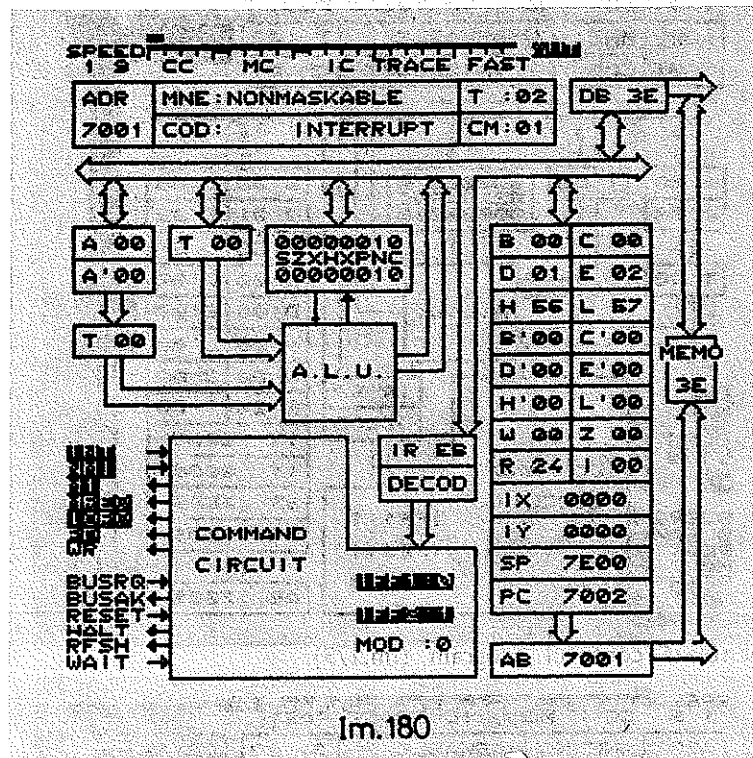 SPEED
1 S CC MC IC TRACE FAST
ADR MNE:NONMASKABLE T :02 DB 3E
7001 COD: INTERRUPT CM:01
A 00 T 00 00000010 B 00 C 00
A'00 SZXHXPNC D 01 E 02
00000010
H 56 L 57
T 00 B'00 C'00 MEMO
A.L.U. D'00 E'00 3E
H'00 L'00
W 00 Z 00
IR EB R 24 I 00
DECOD IX 0000
COMMAND IY 0000
CIRCUIT SP 7E00
BUSRQ PC 7002
BUSAK
RESET
HALT
RFSH MOD :0
WAIT AB 7001
Im.180